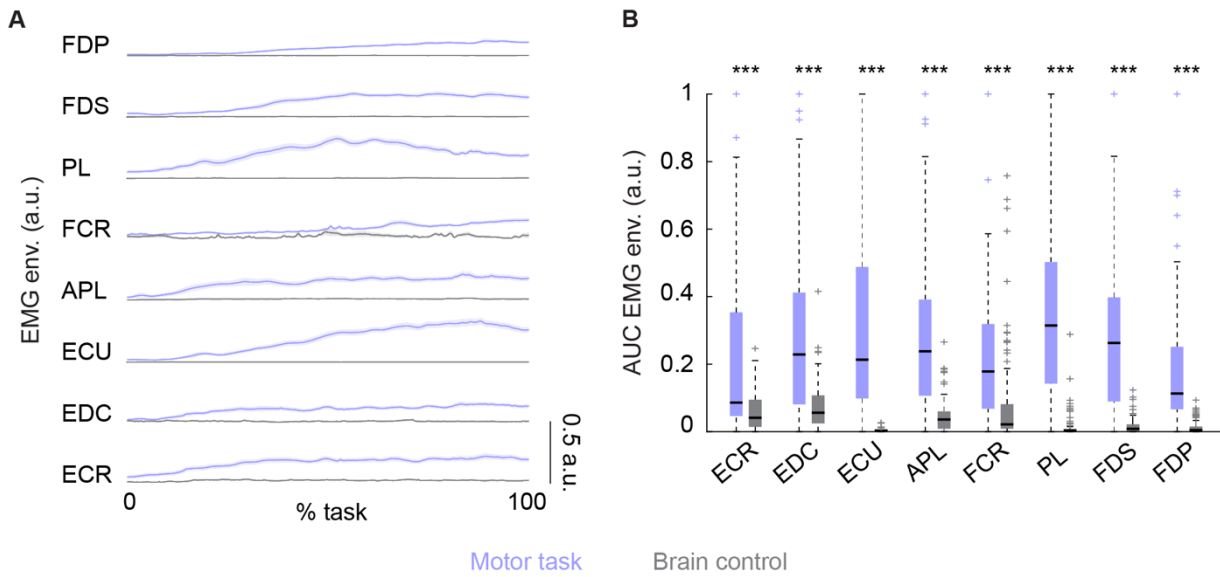 A
EMG env. (a.u.)
FDP
FDS
PL
FCR
APL
ECU
EDC
ECR
0
100
% task
0.5 a.u.
B
AUC EMG env. (a.u.)
*** *** *** *** *** *** *** ***
1
0.8
0.6
0.4
0.2
0
ECR EDC ECU APL FCR PL FDS FDP
Motor task Brain control